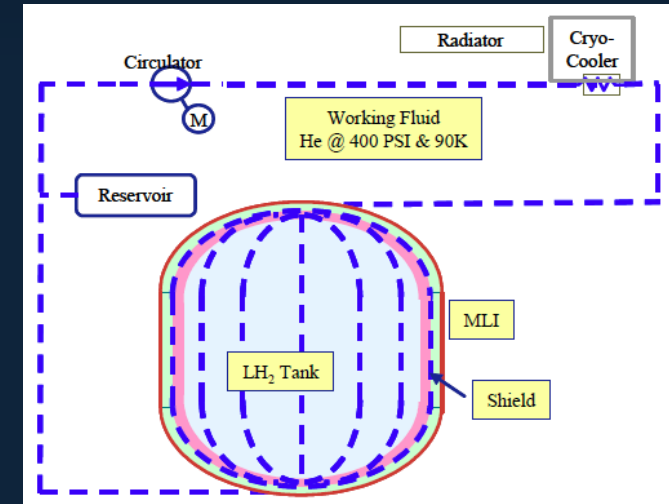 Radiator
Cryo-
Cooler
Circulator
M
Working Fluid
He @ 400 PSI & 90K
Reservoir
MLI
LH₂ Tank
Shield